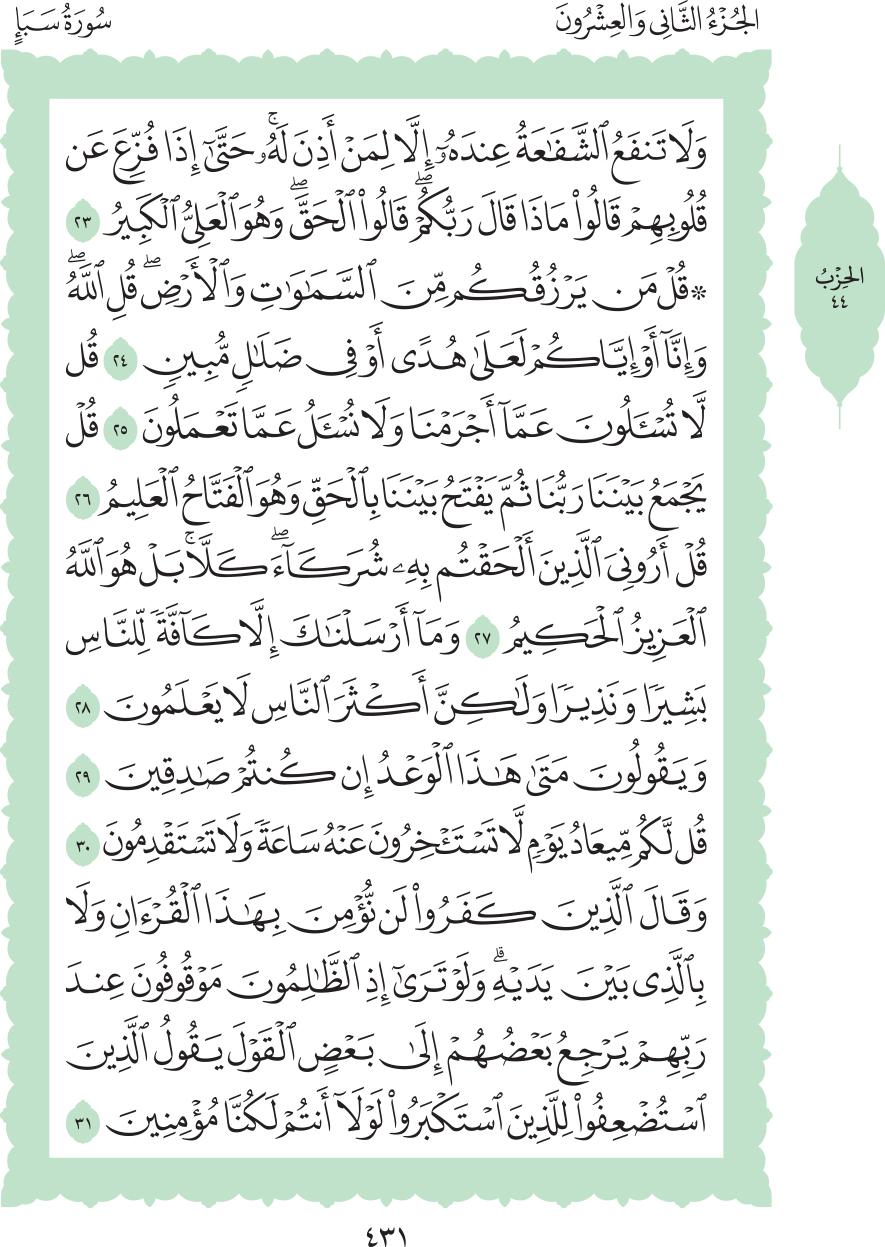 الجُزْءُ الثَّانِي وَالعِشْرُونَ
سُورَةُ سَبَإٍ
وَلَا تَنفَعُ ٱلشَّفَٰعَةُ عِندَهُۥٓ إِلَّا لِمَنْ أَذِنَ لَهُۥۚ حَتَّىٰٓ إِذَا فُزِّعَ عَن
قُلُوبِهِمْ قَالُواْ مَاذَا قَالَ رَبُّكُمْۖ قَالُواْ ٱلْحَقَّۖ وَهُوَ ٱلْعَلِيُّ ٱلْكَبِيرُ ٢٣
۞ قُلْ مَن يَرْزُقُكُم مِّنَ ٱلسَّمَٰوَٰتِ وَٱلْأَرْضِۖ قُلِ ٱللَّهُۖ
وَإِنَّآ أَوْ إِيَّاكُمْ لَعَلَىٰ هُدًى أَوْ فِي ضَلَٰلٖ مُّبِينٖ ٢٤ قُل
لَّا تُسْـَٔلُونَ عَمَّآ أَجْرَمْنَا وَلَا نُسْـَٔلُ عَمَّا تَعْمَلُونَ ٢٥ قُلْ
يَجْمَعُ بَيْنَنَا رَبُّنَا ثُمَّ يَفْتَحُ بَيْنَنَا بِٱلْحَقِّ وَهُوَ ٱلْفَتَّاحُ ٱلْعَلِيمُ ٢٦
قُلْ أَرُونِيَ ٱلَّذِينَ أَلْحَقْتُم بِهِۦ شُرَكَآءَۖ كَلَّاۚ بَلْ هُوَ ٱللَّهُ
ٱلْعَزِيزُ ٱلْحَكِيمُ ٢٧ وَمَآ أَرْسَلْنَٰكَ إِلَّا كَآفَّةٗ لِّلنَّاسِ
بَشِيرٗا وَنَذِيرٗا وَلَٰكِنَّ أَكْثَرَ ٱلنَّاسِ لَا يَعْلَمُونَ ٢٨
وَيَقُولُونَ مَتَىٰ هَٰذَا ٱلْوَعْدُ إِن كُنتُمْ صَٰدِقِينَ ٢٩
قُل لَّكُم مِّيعَادُ يَوْمٖ لَّا تَسْتَـْٔخِرُونَ عَنْهُ سَاعَةٗ وَلَا تَسْتَقْدِمُونَ ٣٠
وَقَالَ ٱلَّذِينَ كَفَرُواْ لَن نُّؤْمِنَ بِهَٰذَا ٱلْقُرْءَانِ وَلَا
بِٱلَّذِي بَيْنَ يَدَيْهِۗ وَلَوْ تَرَىٰٓ إِذِ ٱلظَّٰلِمُونَ مَوْقُوفُونَ عِندَ
رَبِّهِمْ يَرْجِعُ بَعْضُهُمْ إِلَىٰ بَعْضٍ ٱلْقَوْلَ يَقُولُ ٱلَّذِينَ
ٱسْتُضْعِفُواْ لِلَّذِينَ ٱسْتَكْبَرُواْ لَوْلَآ أَنتُمْ لَكُنَّا مُؤْمِنِينَ ٣١
الحِزْبُ
٤٤
٤٣١